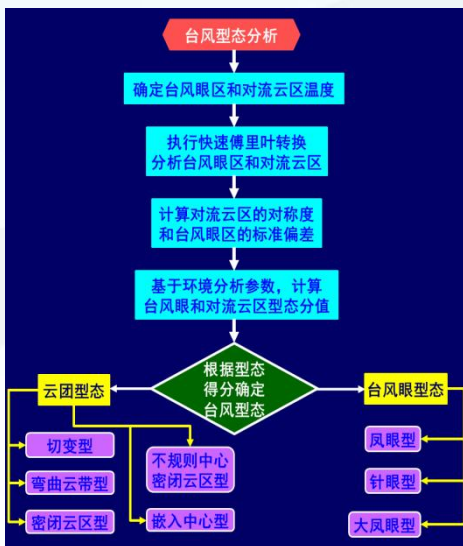 台风型态分析
确定台风眼区和对流云区温度
执行快速傅里叶转换
分析台风眼区和对流云区
计算对流云区的对称度
和台风眼区的标准偏差
基于环境分析参数，计算
台风眼和对流云区型态分值
根据型态
得分确定
台风型态
云团型态
台风眼型态
切变型
弯曲云带型
密闭云区型
不规则中心
密闭云区型
嵌入中心型
凤眼型
针眼型
大凤眼型